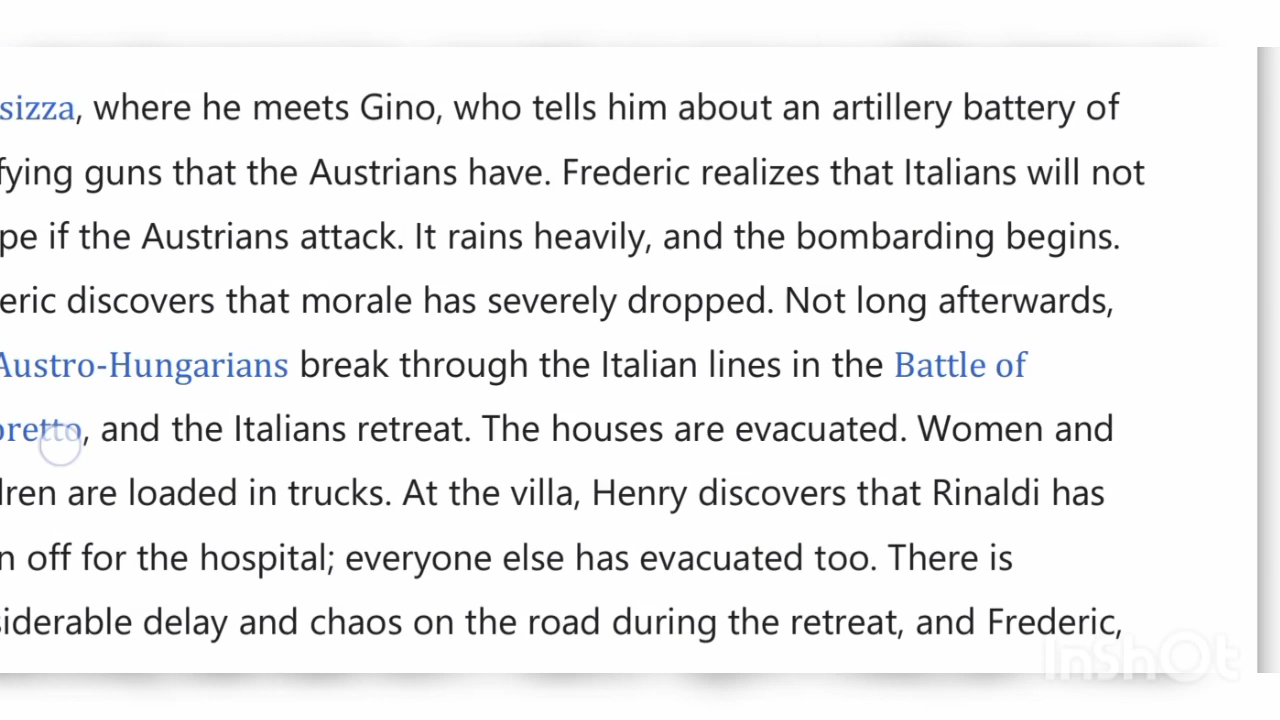 sizza, where he meets Gino, who tells him about an artillery battery of
fying guns that the Austrians have. Frederic realizes that Italians will not
pe if the Austrians attack. It rains heavily, and the bombarding begins.
eric discovers that morale has severely dropped. Not long afterwards,
Austro-Hungarians break through the Italian lines in the Battle of
oretto, and the Italians retreat. The houses are evacuated. Women and
dren are loaded in trucks. At the villa, Henry discovers that Rinaldi has
n off for the hospital; everyone else has evacuated too. There is
siderable delay and chaos on the road during the retreat, and Frederic,
InShOt